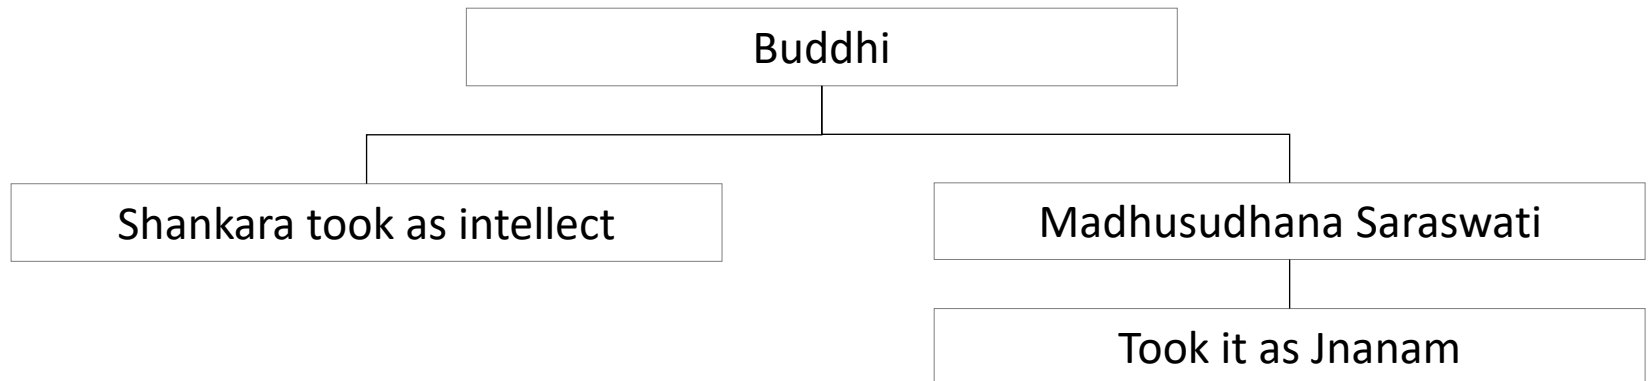 Buddhi
Shankara took as intellect
Madhusudhana Saraswati
Took it as Jnanam